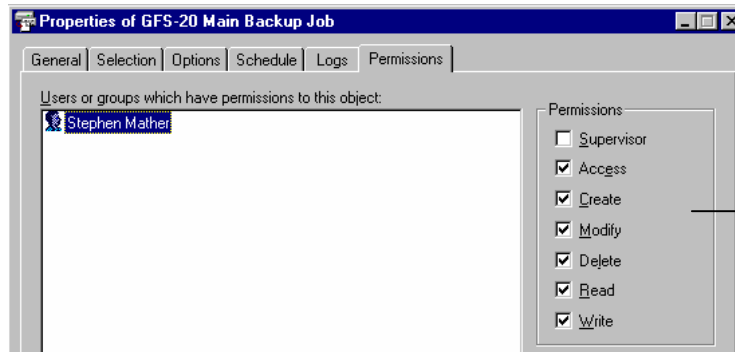 Properties of GFS-20 Main Backup Job
General Selection Options Schedule Logs Permissions
Users or groups which have permissions to this object:
Stephen Mather
Permissions
Supervisor
Access
Create
Modify
Delete
Read
Write